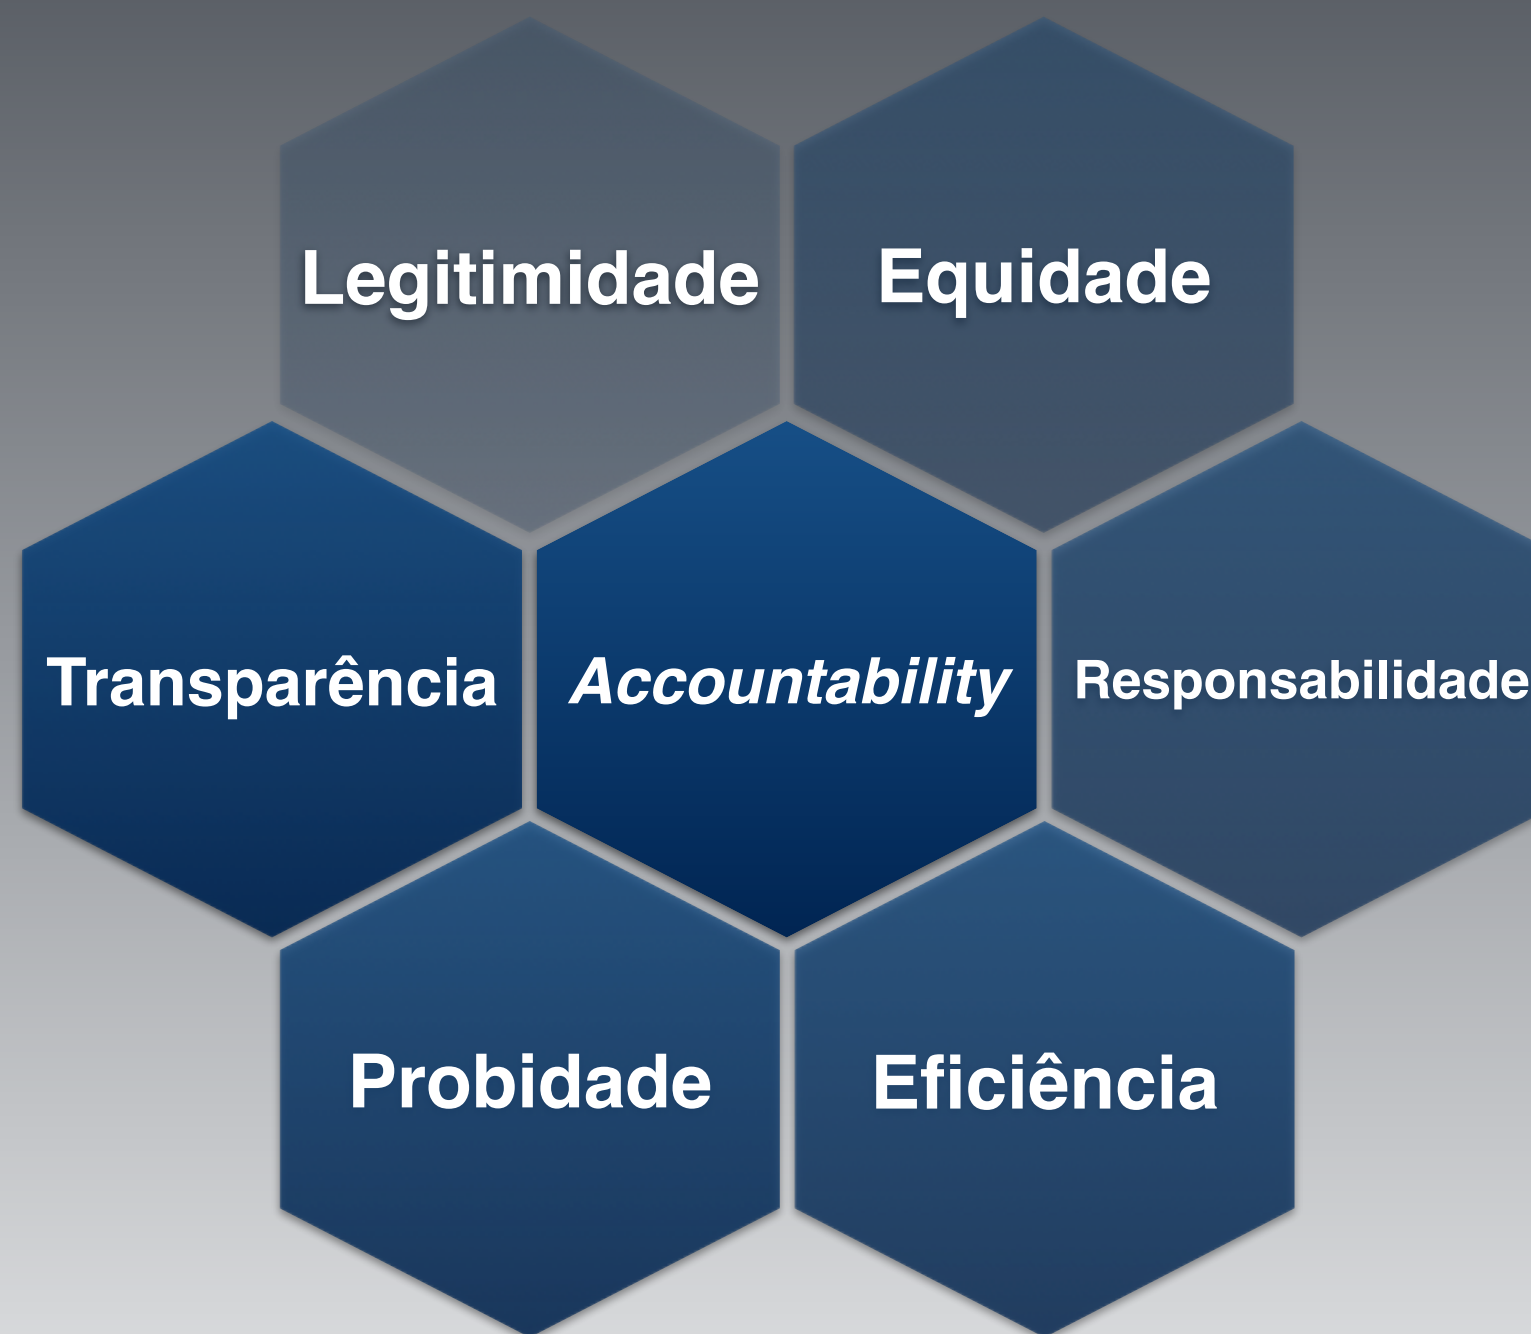 Legitimidade
Equidade
Transparência
Accountability
Responsabilidade
Probidade
Eficiência